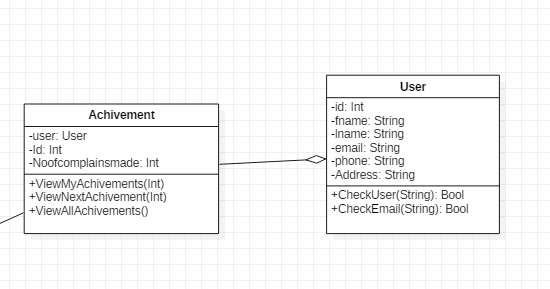 Achivement
-user: User
-Id: Int
-Noofcomplainsmade: Int
+ViewMyAchivements(Int)
+ViewNextAchivement(Int)
+ViewAllAchivements()
User
-id: Int
-fname: String
-lname: String
-email: String
-phone: String
-Address: String
+CheckUser(String): Bool
+CheckEmail(String): Bool